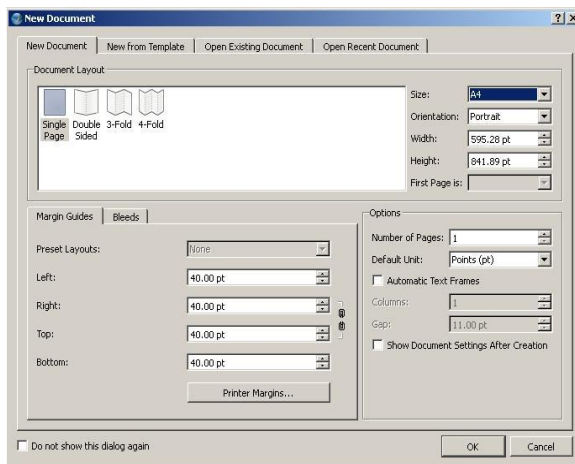 New Document
New Document New from Template Open Existing Document Open Recent Document
Document Layout
Single Page
Double Sided
3-Fold
4-Fold
Size: A4
Orientation: Portrait
Width: 595.28 pt
Height: 841.89 pt
First Page is:
Margin Guides Bleeds
Preset Layouts: None
Left: 40.00 pt
Right: 40.00 pt
Top: 40.00 pt
Bottom: 40.00 pt
Printer Margins...
Options
Number of Pages: 1
Default Unit: Points (pt)
Automatic Text Frames
Columns: 1
Gap: 11.00 pt
Show Document Settings After Creation
Do not show this dialog again
OK Cancel